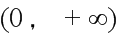 (0， +∞)